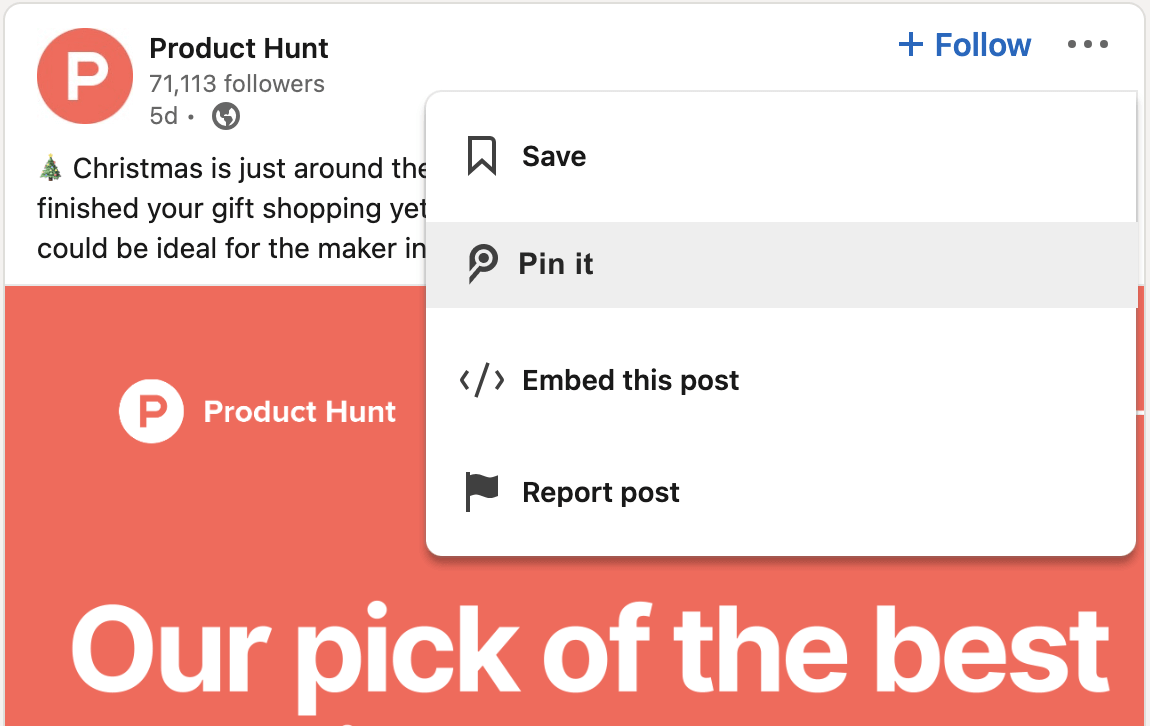 Product Hunt
71,113 followers
5d •
+ Follow
🎄 Christmas is just around the
finished your gift shopping yet
could be ideal for the maker in
Save
Pin it
Embed this post
Report post
P Product Hunt
Our pick of the best